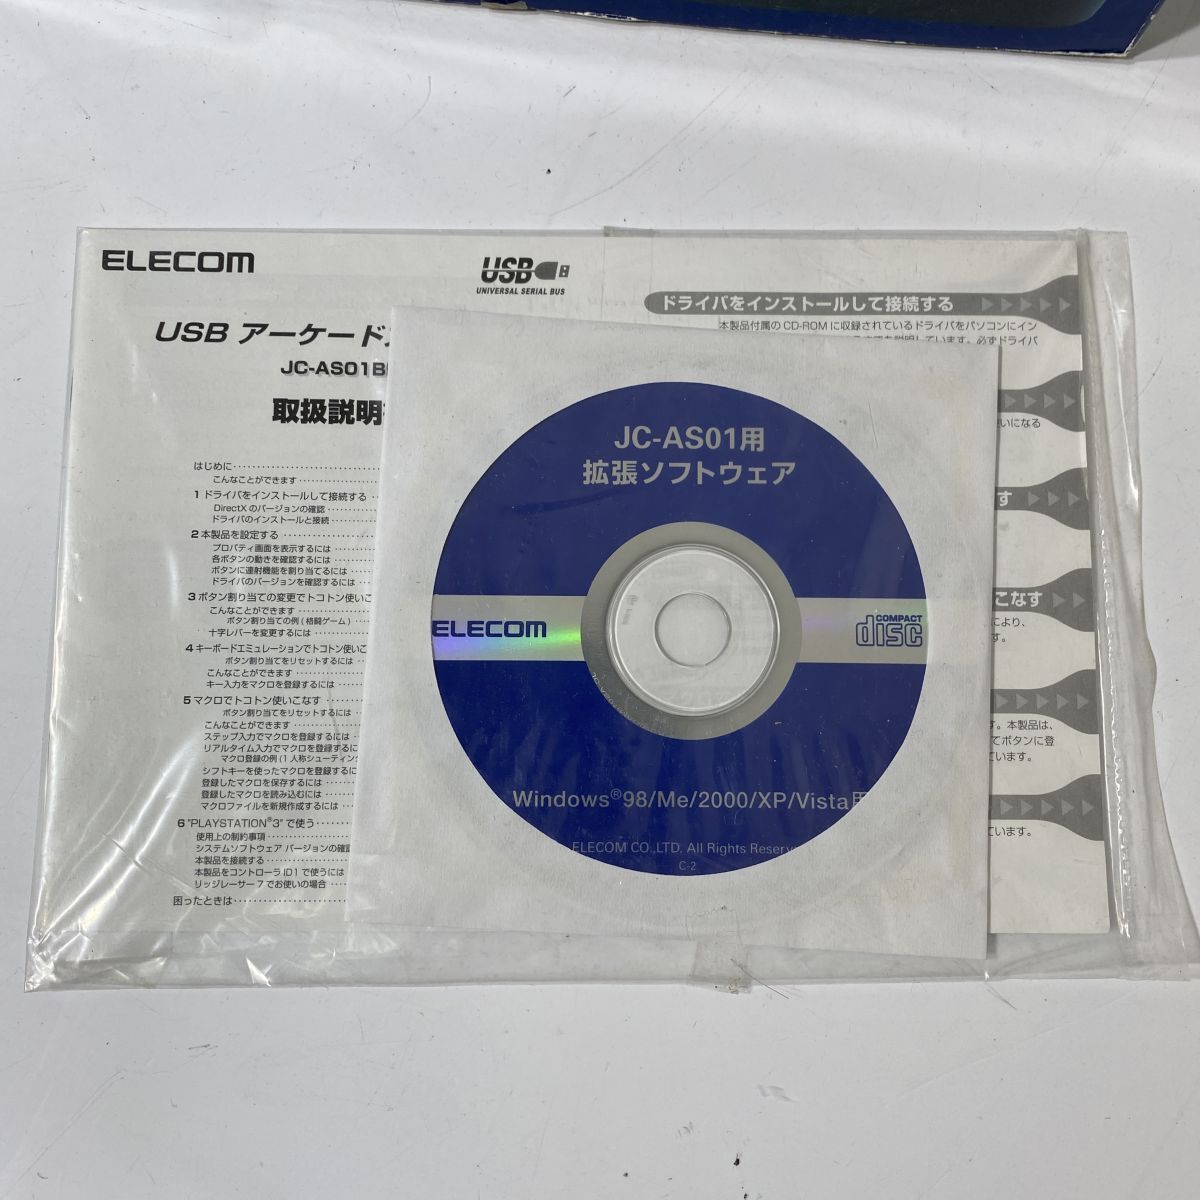 ELECOM
USB
UNIVERSAL SERIAL BUS
USB アーケード
JC-AS01B
取扱説明
はじめに
こんなことができます
1 ドライバをインストールして接続する
DirectX のバージョンの確認
ドライバのインストールと接続
2 本製品を設定する
プロパティ画面を表示するには
各ボタンの動きを確認するには
ボタンに連射機能を割り当てるには
ドライバのバージョンを確認するには
3 ボタン割り当ての変更でトコトン使いこ
こんなことができます
ボタン割り当ての例(格闘ゲーム)
十字レバーを変更するには
4 キーボードエミュレーションでトコトン使いこ
ボタン割り当てをリセットするには
こんなことができます
キー入力をマクロを登録するには
5 マクロでトコトン使いこなす
ボタン割り当てをリセットするには
こんなことができます
ステップ入力でマクロを登録するには
リアルタイム入力でマクロを登録するに
マクロ登録の例(1 人称シューティング
シフトキーを使ったマクロを登録するに
登録したマクロを保存するには
登録したマクロを読み込むには
マクロファイルを新規作成するには
6 "PLAYSTATION®3" で使う
使用上の制約事項
システムソフトウェア バージョンの確認
本製品を接続する
本製品をコントローラ ID1 で使うには
リッジレーサー 7 でお使いの場合
困ったときは
ドライバをインストールして接続する
本製品付属の CD-ROM に収録されているドライバをパソコンにイン
も説明しています。必ずドライバ
使いになる
す
こなす
により、
す。
す。本製品は、
てボタンに登
ています。
ています。
JC-AS01用
拡張ソフトウェア
ELECOM
COMPACT
disc
Windows®98/Me/2000/XP/Vista用
ELECOM CO.,LTD. All Rights Reserv
C-2